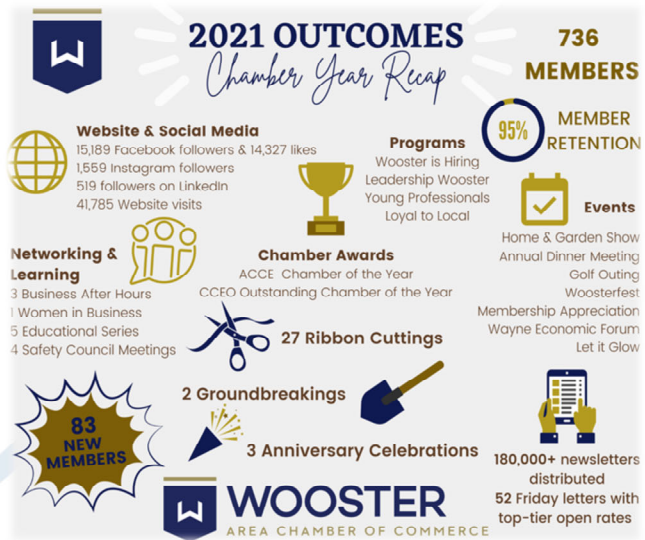 W
2021 OUTCOMES
Chamber Year Recap
736
MEMBERS
95%
MEMBER
RETENTION
Website & Social Media
15,189 Facebook followers & 14,327 likes
1,559 Instagram followers
519 followers on LinkedIn
41,785 Website visits
Programs
Wooster is Hiring
Leadership Wooster
Young Professionals
Loyal to Local
Events
Home & Garden Show
Annual Dinner Meeting
Golf Outing
Woosterfest
Membership Appreciation
Wayne Economic Forum
Let it Glow
Networking &
Learning
3 Business After Hours
1 Women in Business
5 Educational Series
4 Safety Council Meetings
Chamber Awards
ACCE Chamber of the Year
CCEO Outstanding Chamber of the Year
27 Ribbon Cuttings
2 Groundbreakings
3 Anniversary Celebrations
83
NEW
MEMBERS
180,000+ newsletters
distributed
52 Friday letters with
top-tier open rates
W
WOOSTER
AREA CHAMBER OF COMMERCE